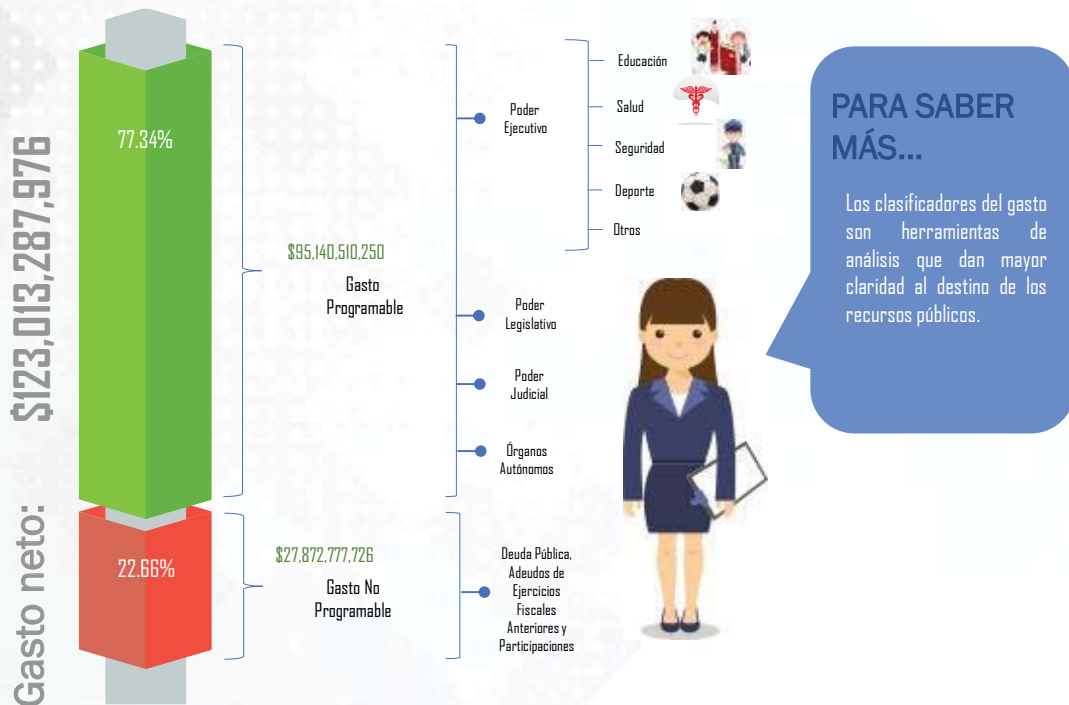 Gasto neto: $123,013,287,976
77.34%
$95,140,510,250
Gasto
Programable
Poder
Ejecutivo
Educación
Salud
Seguridad
Deporte
Otros
Poder
Legislativo
Poder
Judicial
Órganos
Autónomos
22.66%
$27,872,777,726
Gasto No
Programable
Deuda Pública,
Adeudos de
Ejercicios
Fiscales
Anteriores y
Participaciones
PARA SABER
MÁS...
Los clasificadores del gasto
son herramientas de
análisis que dan mayor
claridad al destino de los
recursos públicos.